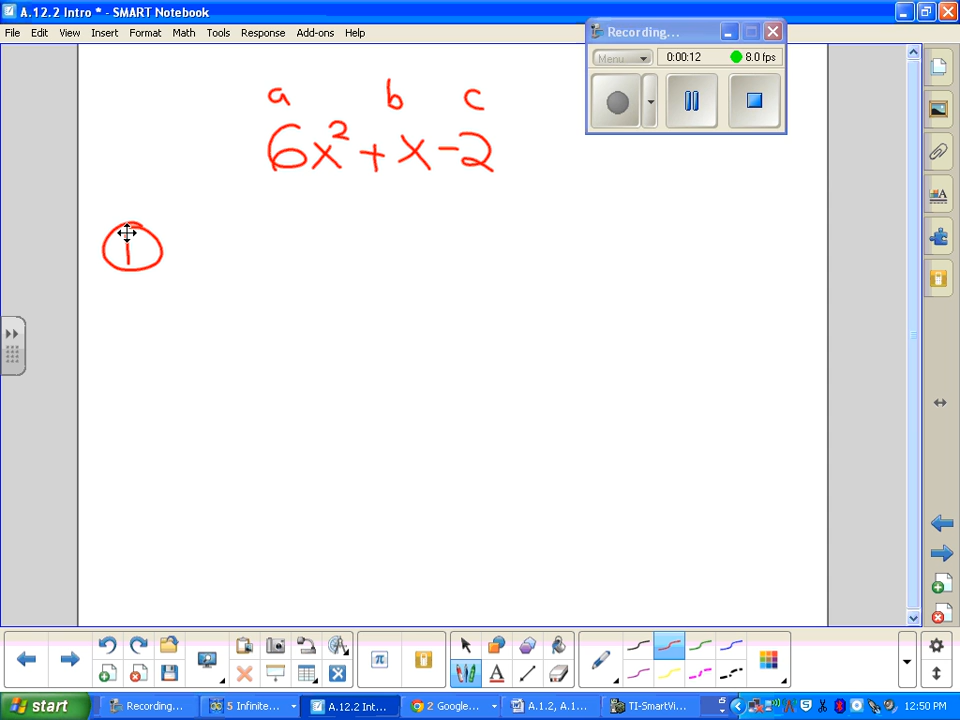 A.12.2 Intro * - SMART Notebook
File Edit View Insert Format Math Tools Response Add-ons Help
Recording...
Menu 0:00:12 8.0 fps
a b c
6x² + x - 2
1
start Recording... 5 Infinite... A.12.2 Int... 2 Google... A.1.2, A.1... TI-SmartVi... 12:50 PM